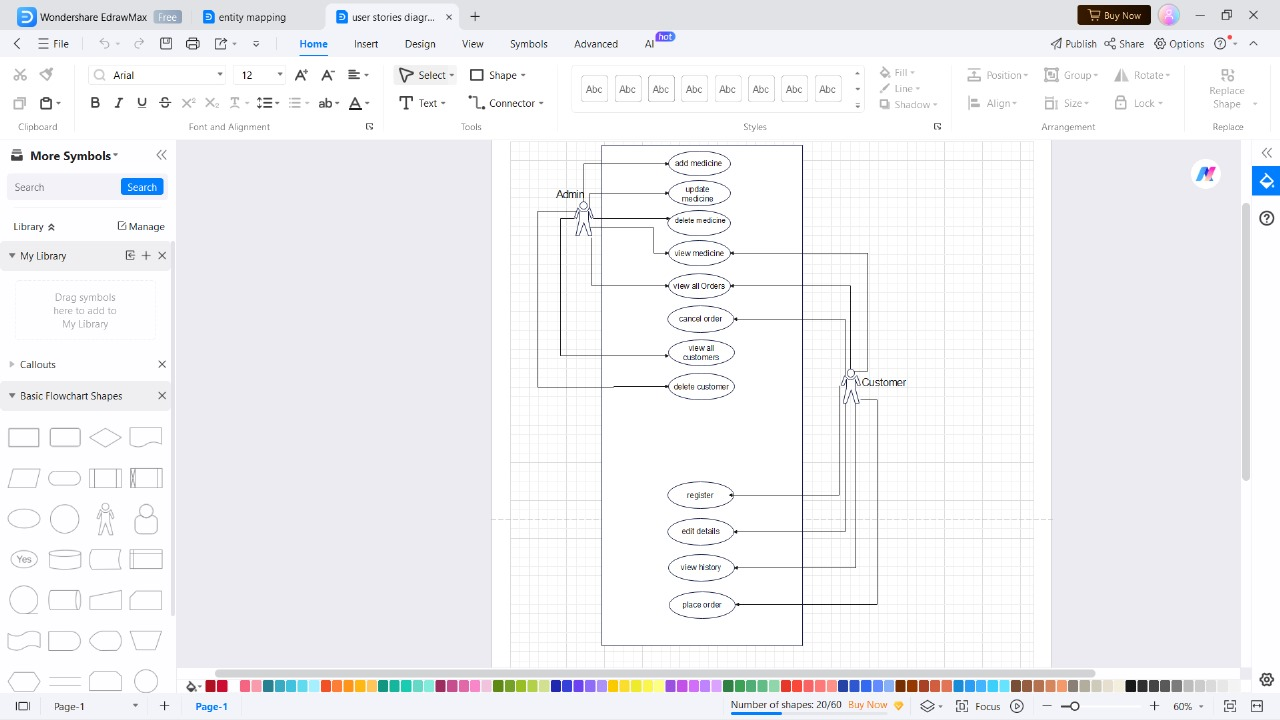 Wondershare EdrawMax Free entity mapping user stories diagra...
File Home Insert Design View Symbols Advanced AI hot Buy Now Publish Share Options
Arial 12 Select Shape Text Connector
Abc Abc Abc Abc Abc Abc Abc Abc
Fill Line Shadow Position Group Rotate Align Size Lock Replace Shape
Clipboard Font and Alignment Tools Styles Arrangement Replace
More Symbols
Search Search
Library Manage
My Library
Drag symbols
here to add to
My Library
Callouts
Basic Flowchart Shapes
Yes
Admin
add medicine
update
medicine
delete medicine
view medicine
view all Orders
cancel order
view all
customers
delete customer
Customer
register
edit details
view history
place order
Page-1 Page-1 Number of shapes: 20/60 Buy Now Focus 60%